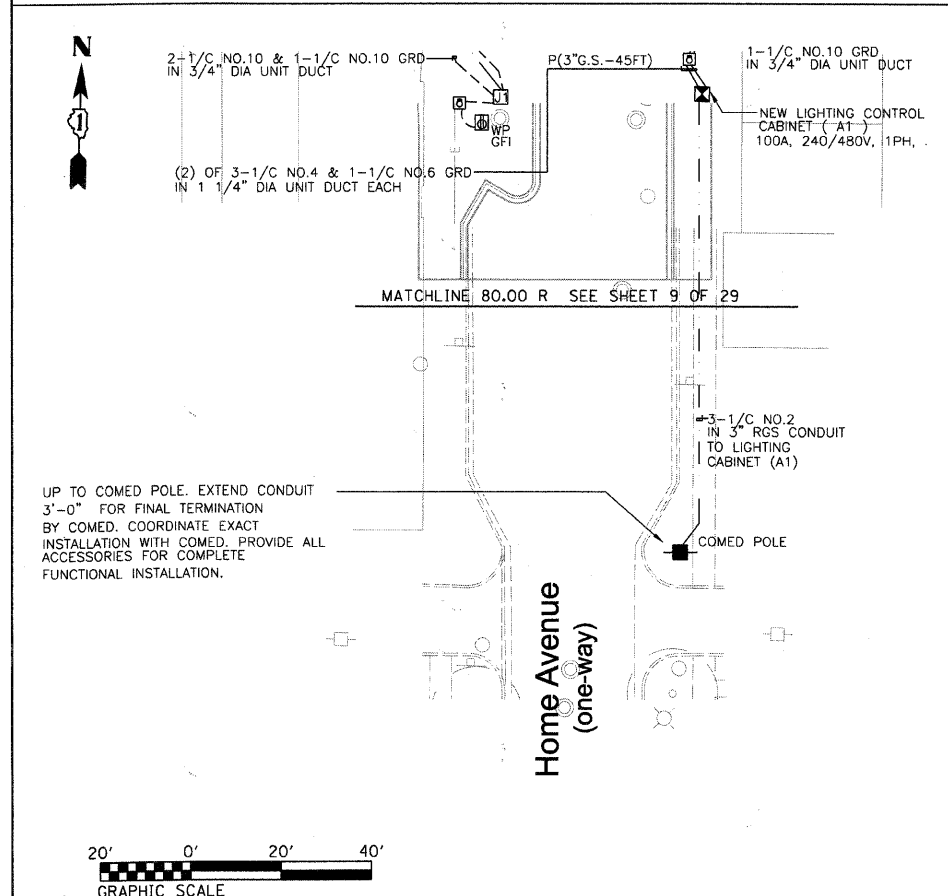 N
1
2-1/C NO.10 & 1-1/C NO.10 GRD
IN 3/4" DIA UNIT DUCT
P(3"G.S.-45FT)
1-1/C NO.10 GRD
IN 3/4" DIA UNIT DUCT
J1
WP
GFI
NEW LIGHTING CONTROL
CABINET ( A1 )
100A, 240/480V, 1PH,
(2) OF 3-1/C NO.4 & 1-1/C NO.6 GRD
IN 1 1/4" DIA UNIT DUCT EACH
MATCHLINE 80.00 R SEE SHEET 9 OF 29
3-1/C NO.2
IN 3" RGS CONDUIT
TO LIGHTING
CABINET (A1)
UP TO COMED POLE. EXTEND CONDUIT
3'-0" FOR FINAL TERMINATION
BY COMED. COORDINATE EXACT
INSTALLATION WITH COMED. PROVIDE ALL
ACCESSORIES FOR COMPLETE
FUNCTIONAL INSTALLATION.
COMED POLE
Home Avenue
(one-way)
20' 0' 20' 40'
GRAPHIC SCALE